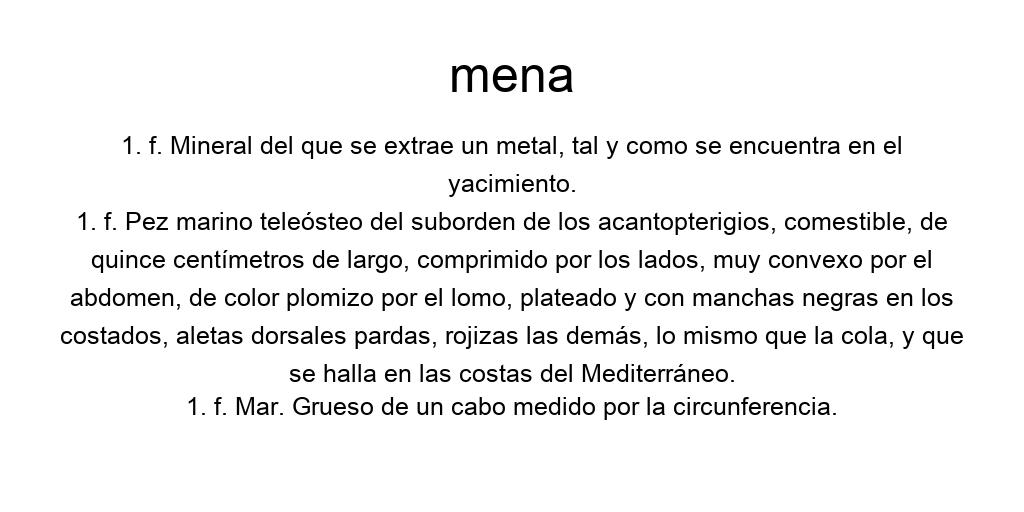 mena
1. f. Mineral del que se extrae un metal, tal y como se encuentra en el
yacimiento.
1. f. Pez marino teleósteo del suborden de los acantopterigios, comestible, de
quince centímetros de largo, comprimido por los lados, muy convexo por el
abdomen, de color plomizo por el lomo, plateado y con manchas negras en los
costados, aletas dorsales pardas, rojizas las demás, lo mismo que la cola, y que
se halla en las costas del Mediterráneo.
1. f. Mar. Grueso de un cabo medido por la circunferencia.